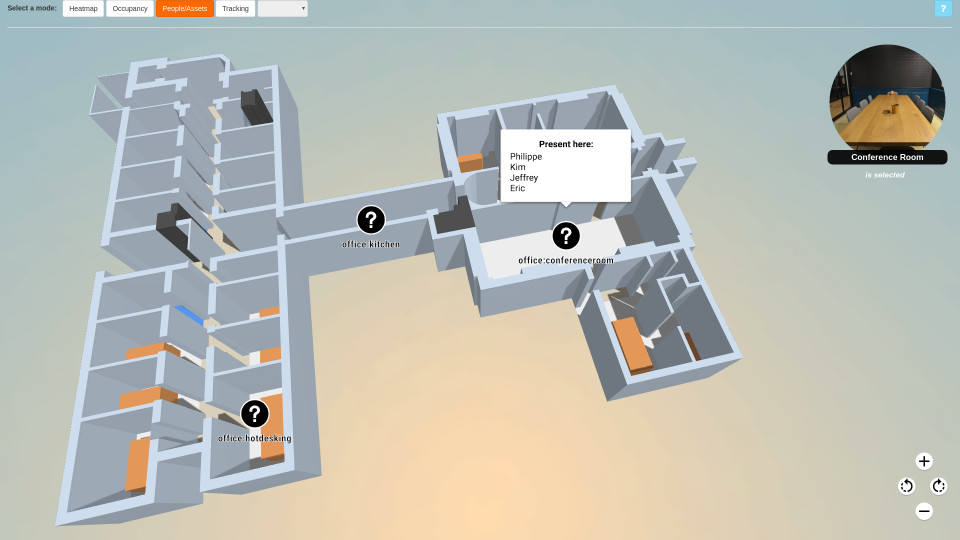 Select a mode: Heatmap Occupancy People/Assets Tracking ?
Conference Room
is selected
Present here:
Philippe
Kim
Jeffrey
Eric
?
office:kitchen
?
office:conferenceroom
?
office:hotdesking